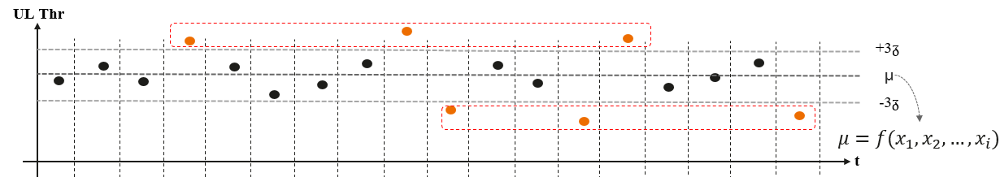 UL Thr
+3δ
μ
-3δ
μ = f(x₁, x₂, … , xᵢ)
t